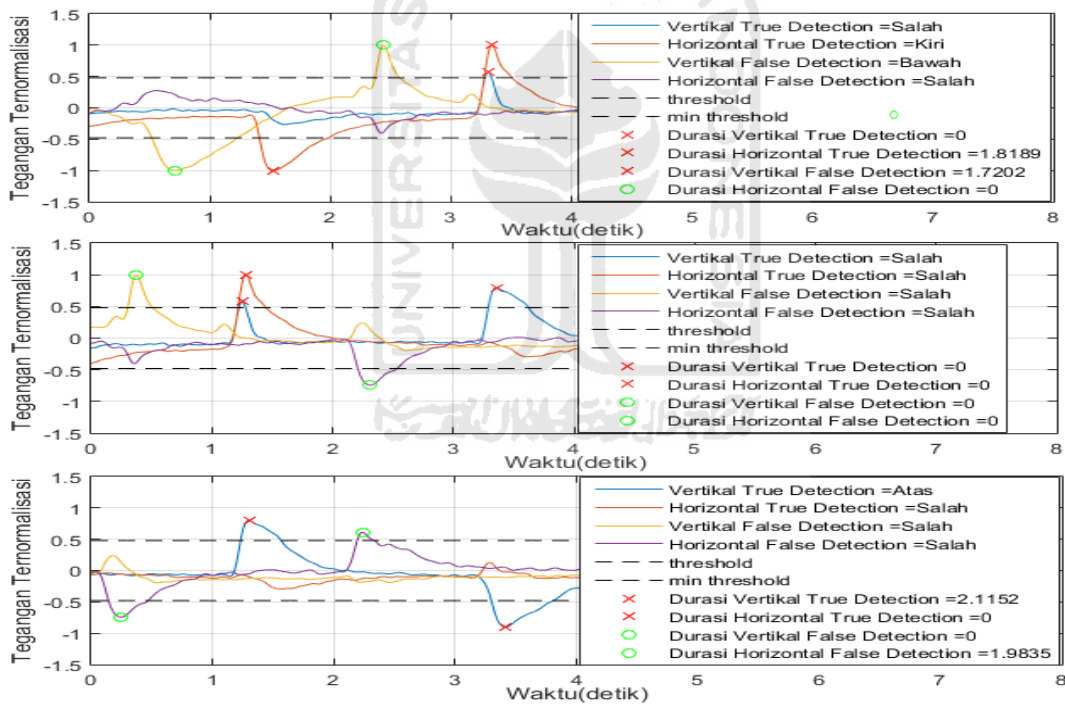 1.5
1
0.5
0
-0.5
-1
-1.5
Tegangan Ternormalisasi
0
1
2
3
4
5
6
7
8
Waktu(detik)
Vertikal True Detection =Salah
Horizontal True Detection =Kiri
Vertikal False Detection =Bawah
Horizontal False Detection =Salah
threshold
min threshold
Durasi Vertikal True Detection =0
Durasi Horizontal True Detection =1.8189
Durasi Vertikal False Detection =1.7202
Durasi Horizontal False Detection =0
1.5
1
0.5
0
-0.5
-1
-1.5
Tegangan Ternormalisasi
0
1
2
3
4
5
6
7
8
Waktu(detik)
Vertikal True Detection =Salah
Horizontal True Detection =Salah
Vertikal False Detection =Salah
Horizontal False Detection =Salah
threshold
min threshold
Durasi Vertikal True Detection =0
Durasi Horizontal True Detection =0
Durasi Vertikal False Detection =0
Durasi Horizontal False Detection =0
1.5
1
0.5
0
-0.5
-1
-1.5
Tegangan Ternormalisasi
0
1
2
3
4
5
6
7
8
Waktu(detik)
Vertikal True Detection =Atas
Horizontal True Detection =Salah
Vertikal False Detection =Salah
Horizontal False Detection =Salah
threshold
min threshold
Durasi Vertikal True Detection =2.1152
Durasi Horizontal True Detection =0
Durasi Vertikal False Detection =0
Durasi Horizontal False Detection =1.9835
UNIVERSITAS